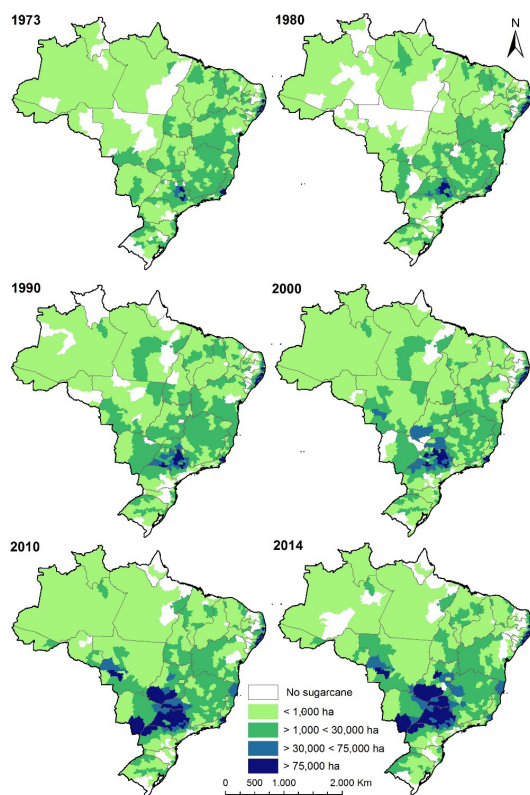 1973
1980
N
1990
2000
2010
2014
No sugarcane
< 1,000 ha
> 1,000 < 30,000 ha
> 30,000 < 75,000 ha
> 75,000 ha
0 500 1.000 2.000 Km